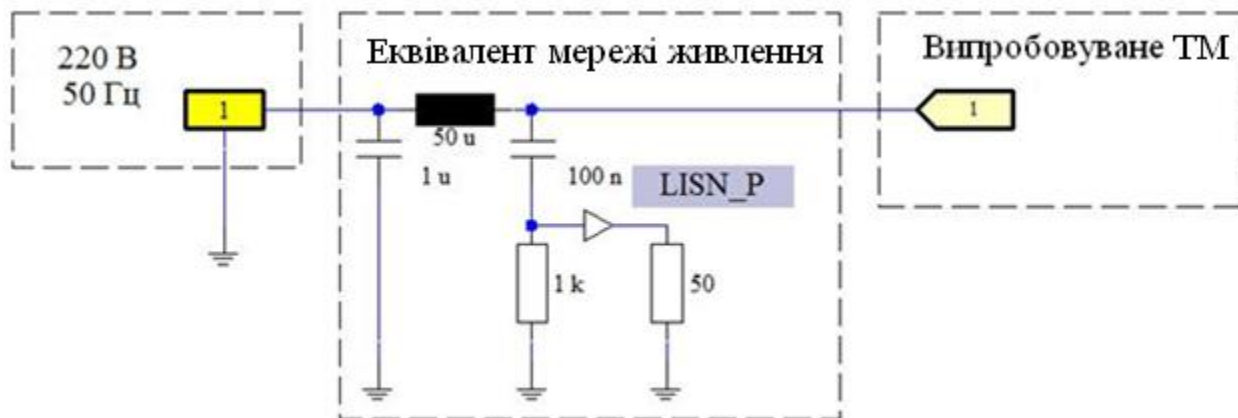 220 В
50 Гц
1
Еквівалент мережі живлення
50 u
1 u
100 n
LISN_P
1 k
50
Випробовуване ТМ
1